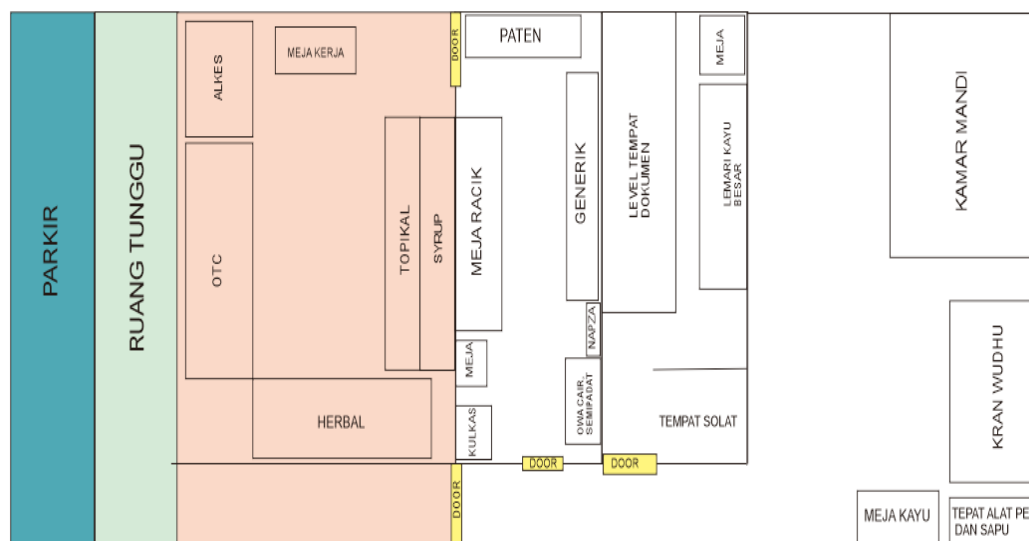 PARKIR
RUANG TUNGGU
ALKES
MEJA KERJA
OTC
HERBAL
TOPIKAL
SYRUP
DOOR
PATEN
MEJA RACIK
GENERIK
MEJA
NAPZA
KULKAS
OWA CAIR,
SEMIPADAT
DOOR
DOOR
DOOR
LEVEL TEMPAT
DOKUMEN
MEJA
LEMARI KAYU
BESAR
TEMPAT SOLAT
KAMAR MANDI
KRAN WUDHU
MEJA KAYU
TEPAT ALAT PE
DAN SAPU